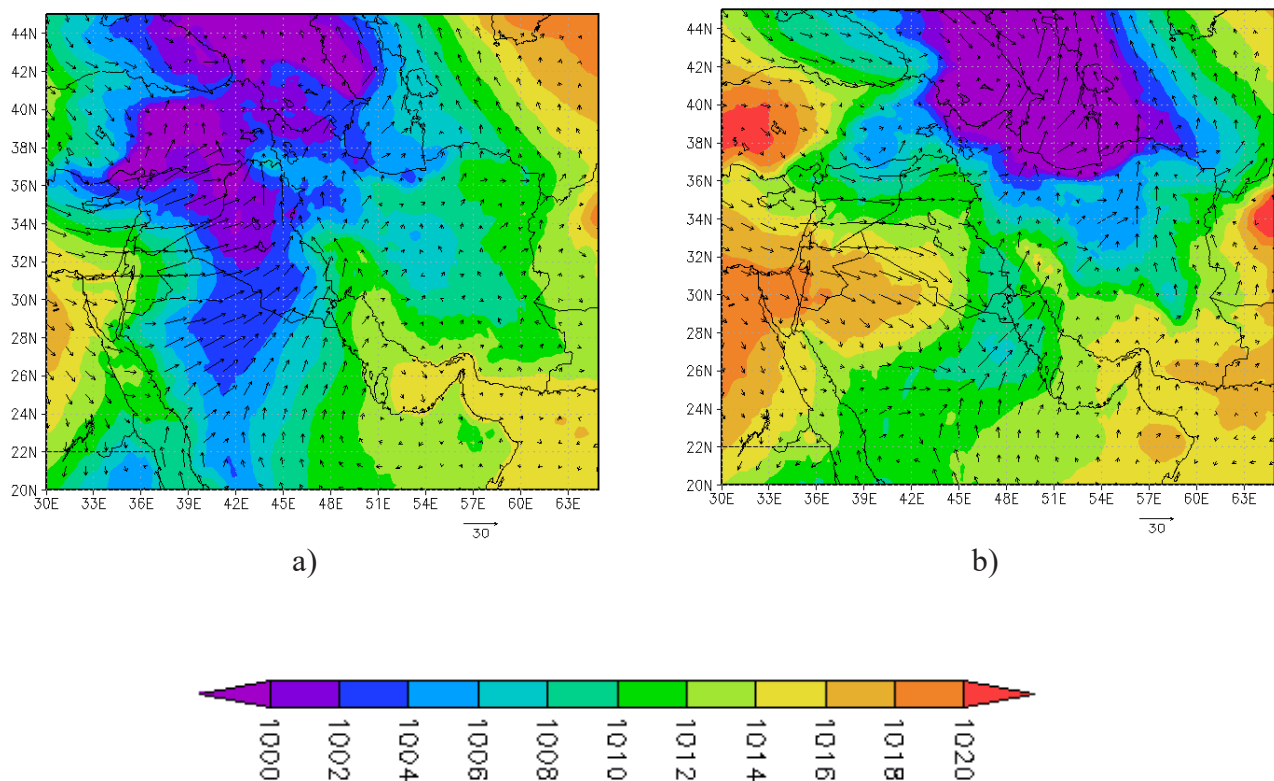 44N
42N
40N
38N
36N
34N
32N
30N
28N
26N
24N
22N
20N
30E 33E 36E 39E 42E 45E 48E 51E 54E 57E 60E 63E
30
a)
44N
42N
40N
38N
36N
34N
32N
30N
28N
26N
24N
22N
20N
30E 33E 36E 39E 42E 45E 48E 51E 54E 57E 60E 63E
30
b)
1000 1002 1004 1006 1008 1010 1012 1014 1016 1018 1020